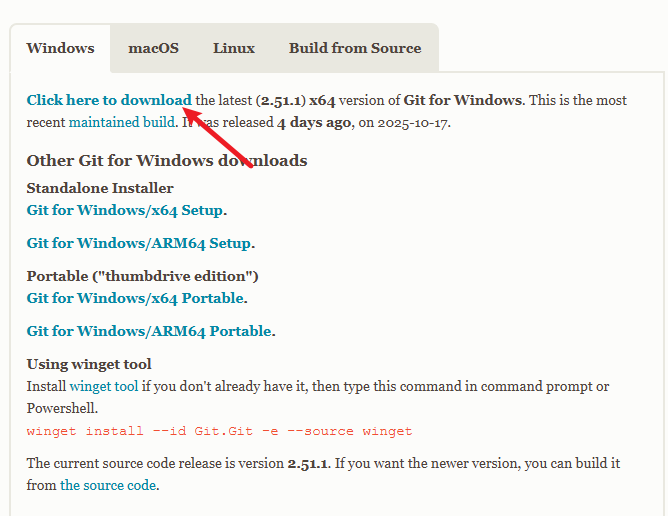 Windows macOS Linux Build from Source
Click here to download the latest (2.51.1) x64 version of Git for Windows. This is the most
recent maintained build. It was released 4 days ago, on 2025-10-17.
Other Git for Windows downloads
Standalone Installer
Git for Windows/x64 Setup.
Git for Windows/ARM64 Setup.
Portable ("thumbdrive edition")
Git for Windows/x64 Portable.
Git for Windows/ARM64 Portable.
Using winget tool
Install winget tool if you don't already have it, then type this command in command prompt or
Powershell.
winget install --id Git.Git -e --source winget
The current source code release is version 2.51.1. If you want the newer version, you can build it
from the source code.